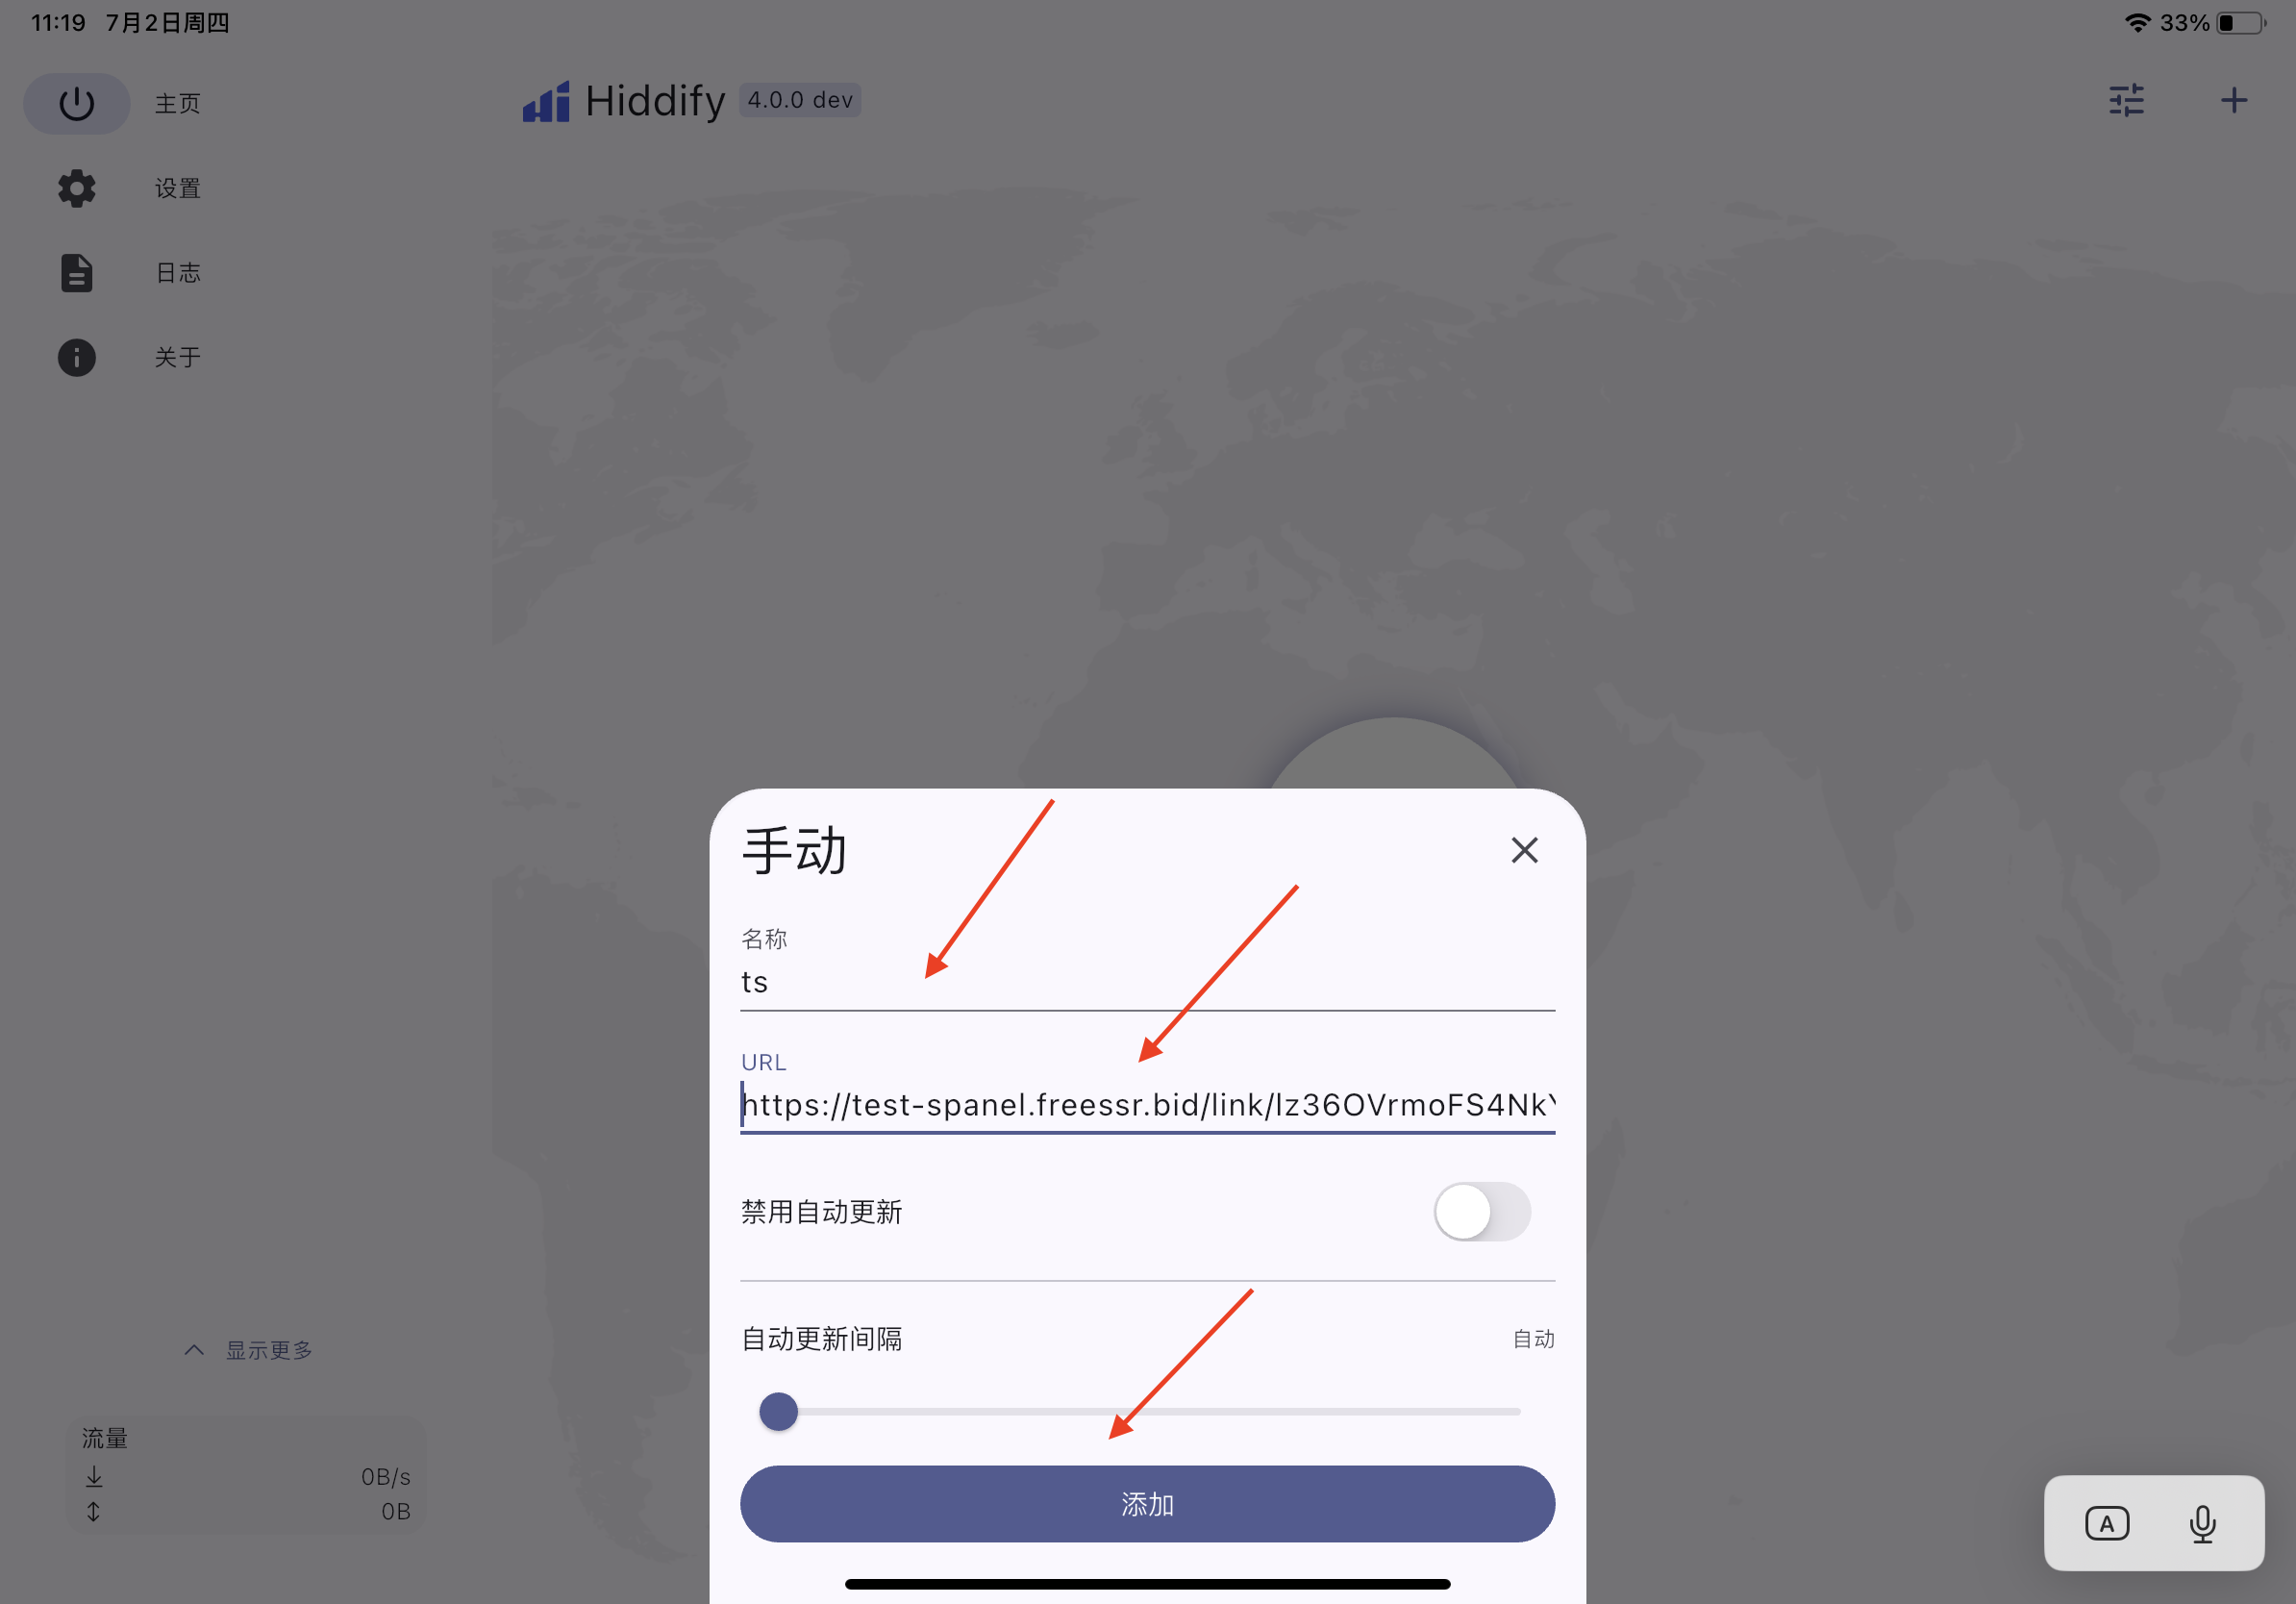 11:19 7月2日周四
33%
主页
Hiddify 4.0.0 dev
设置
日志
关于
手动
名称
ts
URL
https://test-spanel.freessr.bid/link/lz36OVrmoFS4Nk
禁用自动更新
自动更新间隔
自动
显示更多
流量
0B/s
0B
添加
A